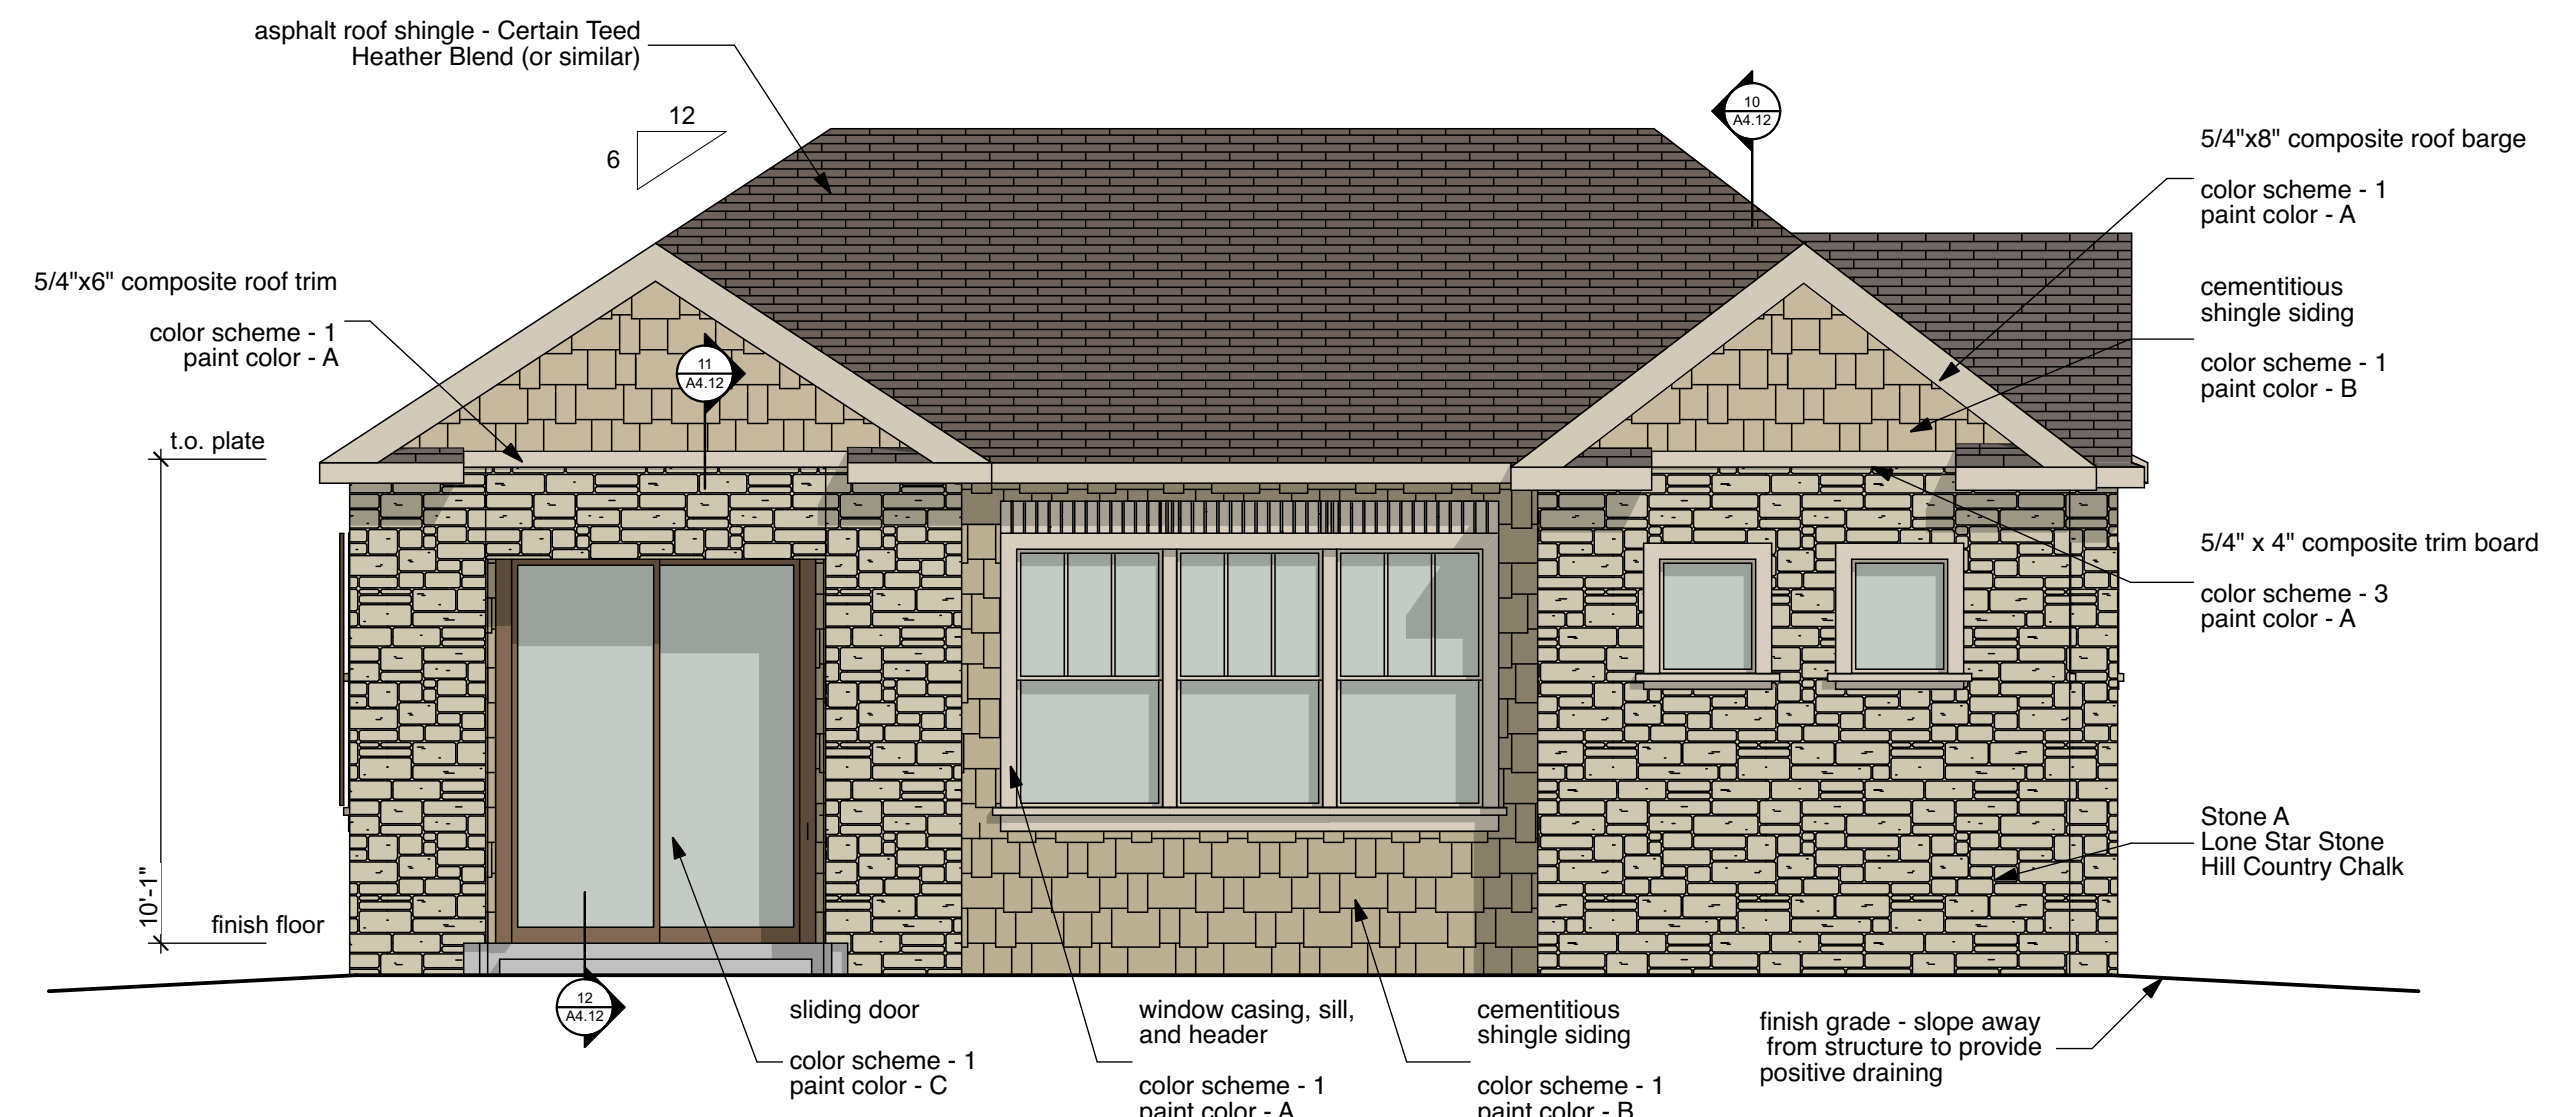 asphalt roof shingle - Certain Teed
Heather Blend (or similar)
12
6
10
A4.12
5/4"x8" composite roof barge
color scheme - 1
paint color - A
5/4"x6" composite roof trim
color scheme - 1
paint color - A
cementitious
shingle siding
color scheme - 1
paint color - B
11
A4.12
t.o. plate
5/4" x 4" composite trim board
color scheme - 3
paint color - A
Stone A
Lone Star Stone
Hill Country Chalk
10'-1"
finish floor
12
A4.12
sliding door
color scheme - 1
paint color - C
window casing, sill,
and header
color scheme - 1
paint color - A
cementitious
shingle siding
color scheme - 1
paint color - B
finish grade - slope away
from structure to provide
positive draining